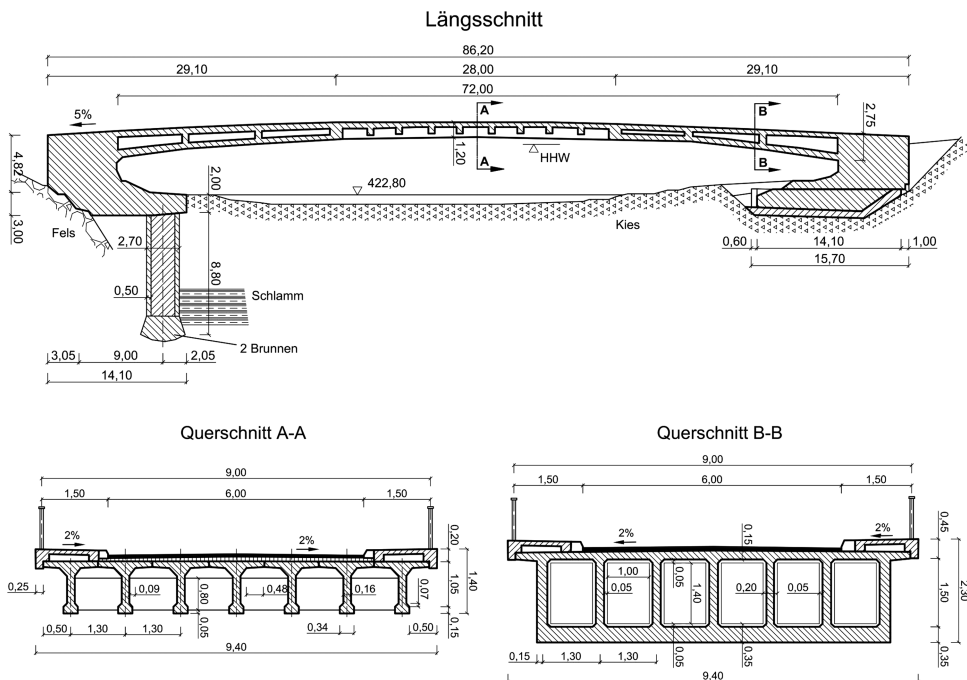 Längsschnitt
86,20
29,10 28,00 29,10
72,00
5%
A
B
2,75
4,82
1,20
A
HHW
B
2,00
422,80
3,00
Fels
Kies
2,70
8,80
0,60 14,10 1,00
15,70
0,50
Schlamm
2 Brunnen
3,05 9,00 2,05
14,10
Querschnitt A-A
9,00
1,50 6,00 1,50
2% 2%
0,20
1,40
1,05
0,25 0,09 0,80 0,48 0,16 0,07
0,50 1,30 1,30 0,05 0,34 0,50 0,15
9,40
Querschnitt B-B
9,00
1,50 6,00 1,50
0,45
2% 0,15 2%
2,30
1,00 0,05
0,05 1,40 0,20 0,05 1,50
0,15 1,30 1,30 0,05 0,35 0,35
9,40